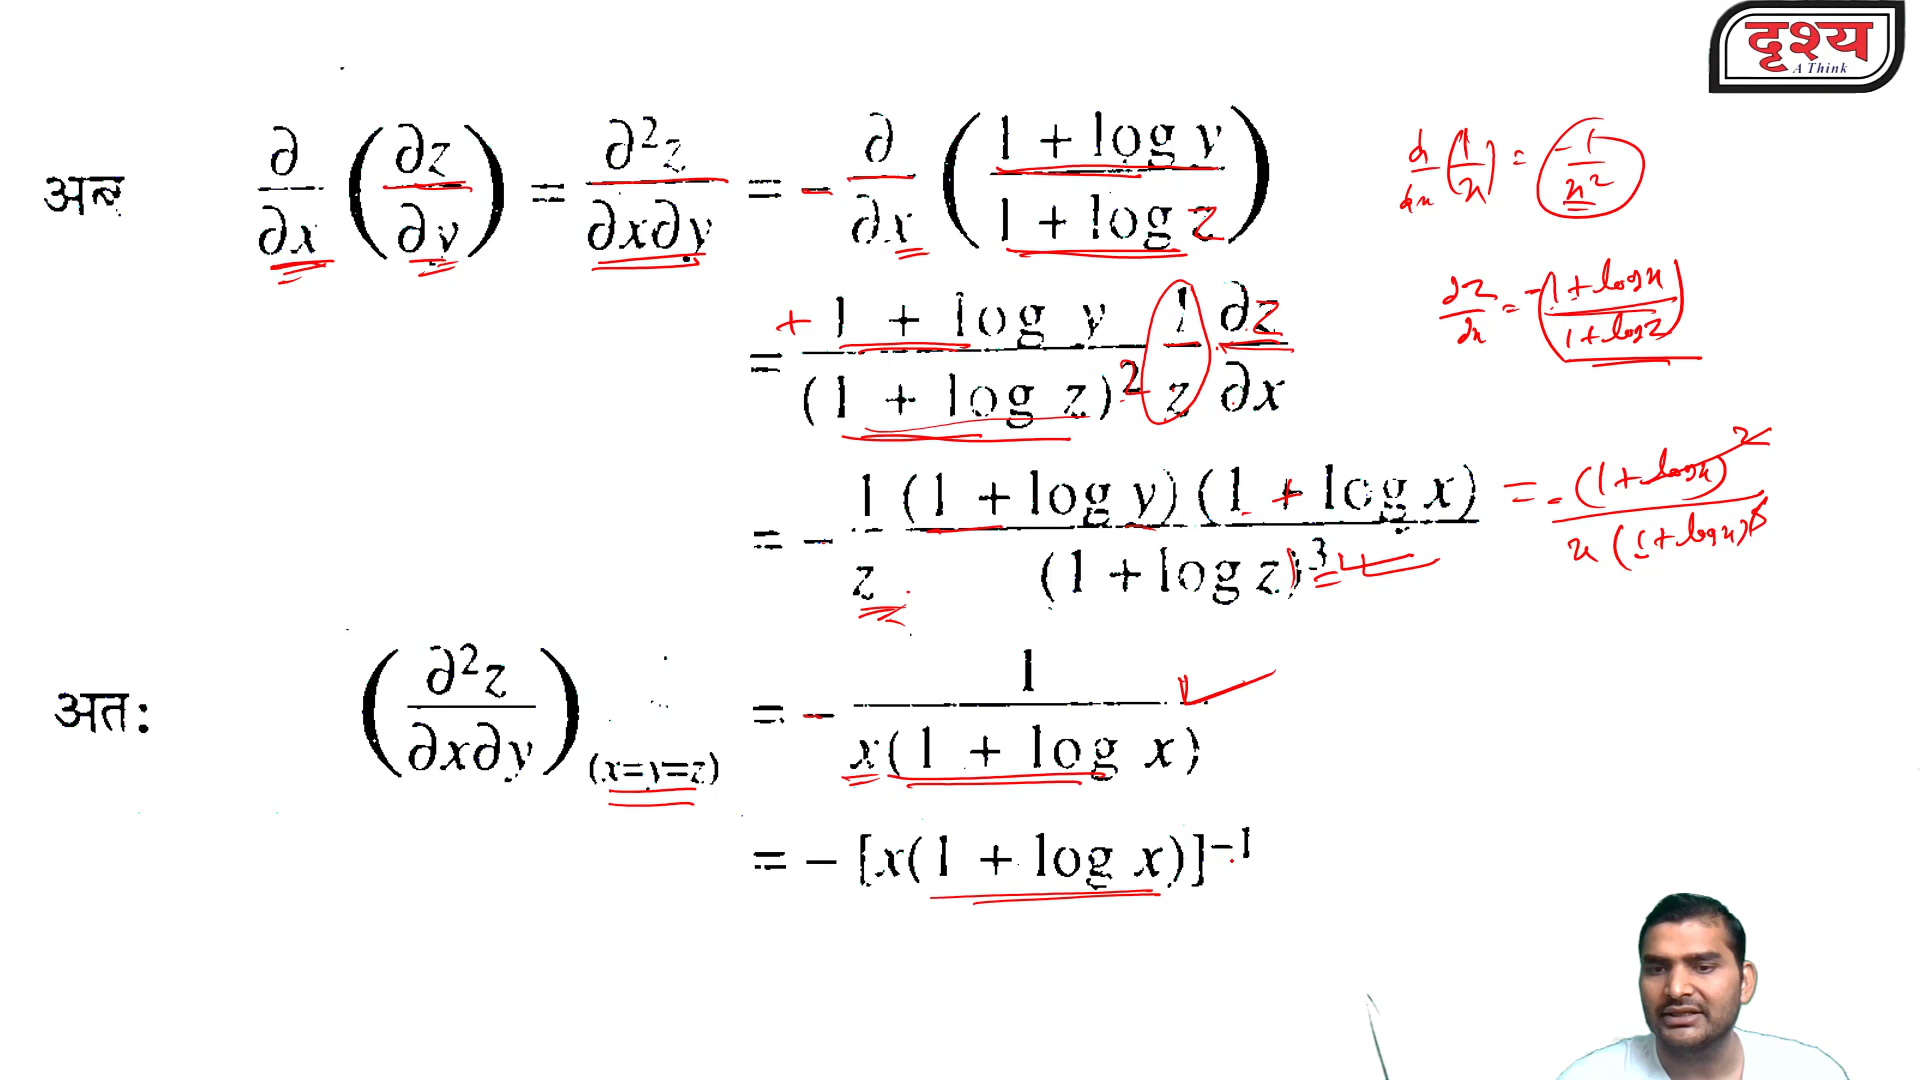 दृश्य
A Think
अब ∂/∂x (∂z/∂y) = ∂²z/∂x∂y = - ∂/∂x ((1 + log y)/(1 + log z))
d/dx (1/x) = -1/x²
= + (1 + log y)/(1 + log z)² · 1/z · ∂z/∂x
∂z/∂x = -((1 + log x)/(1 + log z))
= - 1/z (1 + log y) (1 + log x)/(1 + log z)³ = -(1 + log x)²/x (1 + log x)³
अतः (∂²z/∂x∂y)(x=y=z) = - 1/x(1 + log x)
= - [x(1 + log x)]⁻¹